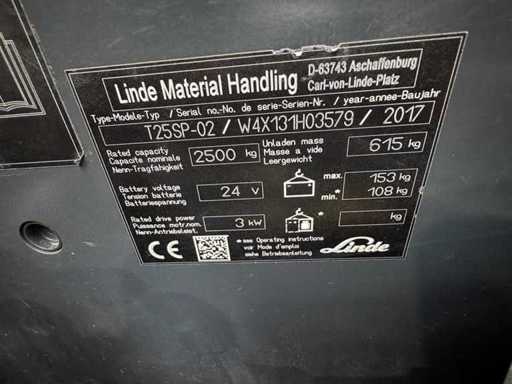 Linde Material Handling
D-63743 Aschaffenburg
Carl-von-Linde-Platz
Type-Modele-Typ / Serial no.-No. de serie-Serien-Nr. / year-annee-Baujahr
T25SP-02 / W4X131H03579 / 2017
Rated capacity
Capacite nominale
Nenn-Tragfähigkeit
2500 kg
Unladen mass
Masse a vide
Leergewicht
615 kg
Battery voltage
Tension batterie
Batteriespannung
24 V
max. 153 kg
min.* 108 kg
Rated drive power
Puissance motr.nom.
Nenn-Antriebsleist.
3 kW
* kg
CE
* see Operating instructions
voir Mode d'emploi
siehe Betriebsanleitung
Linde